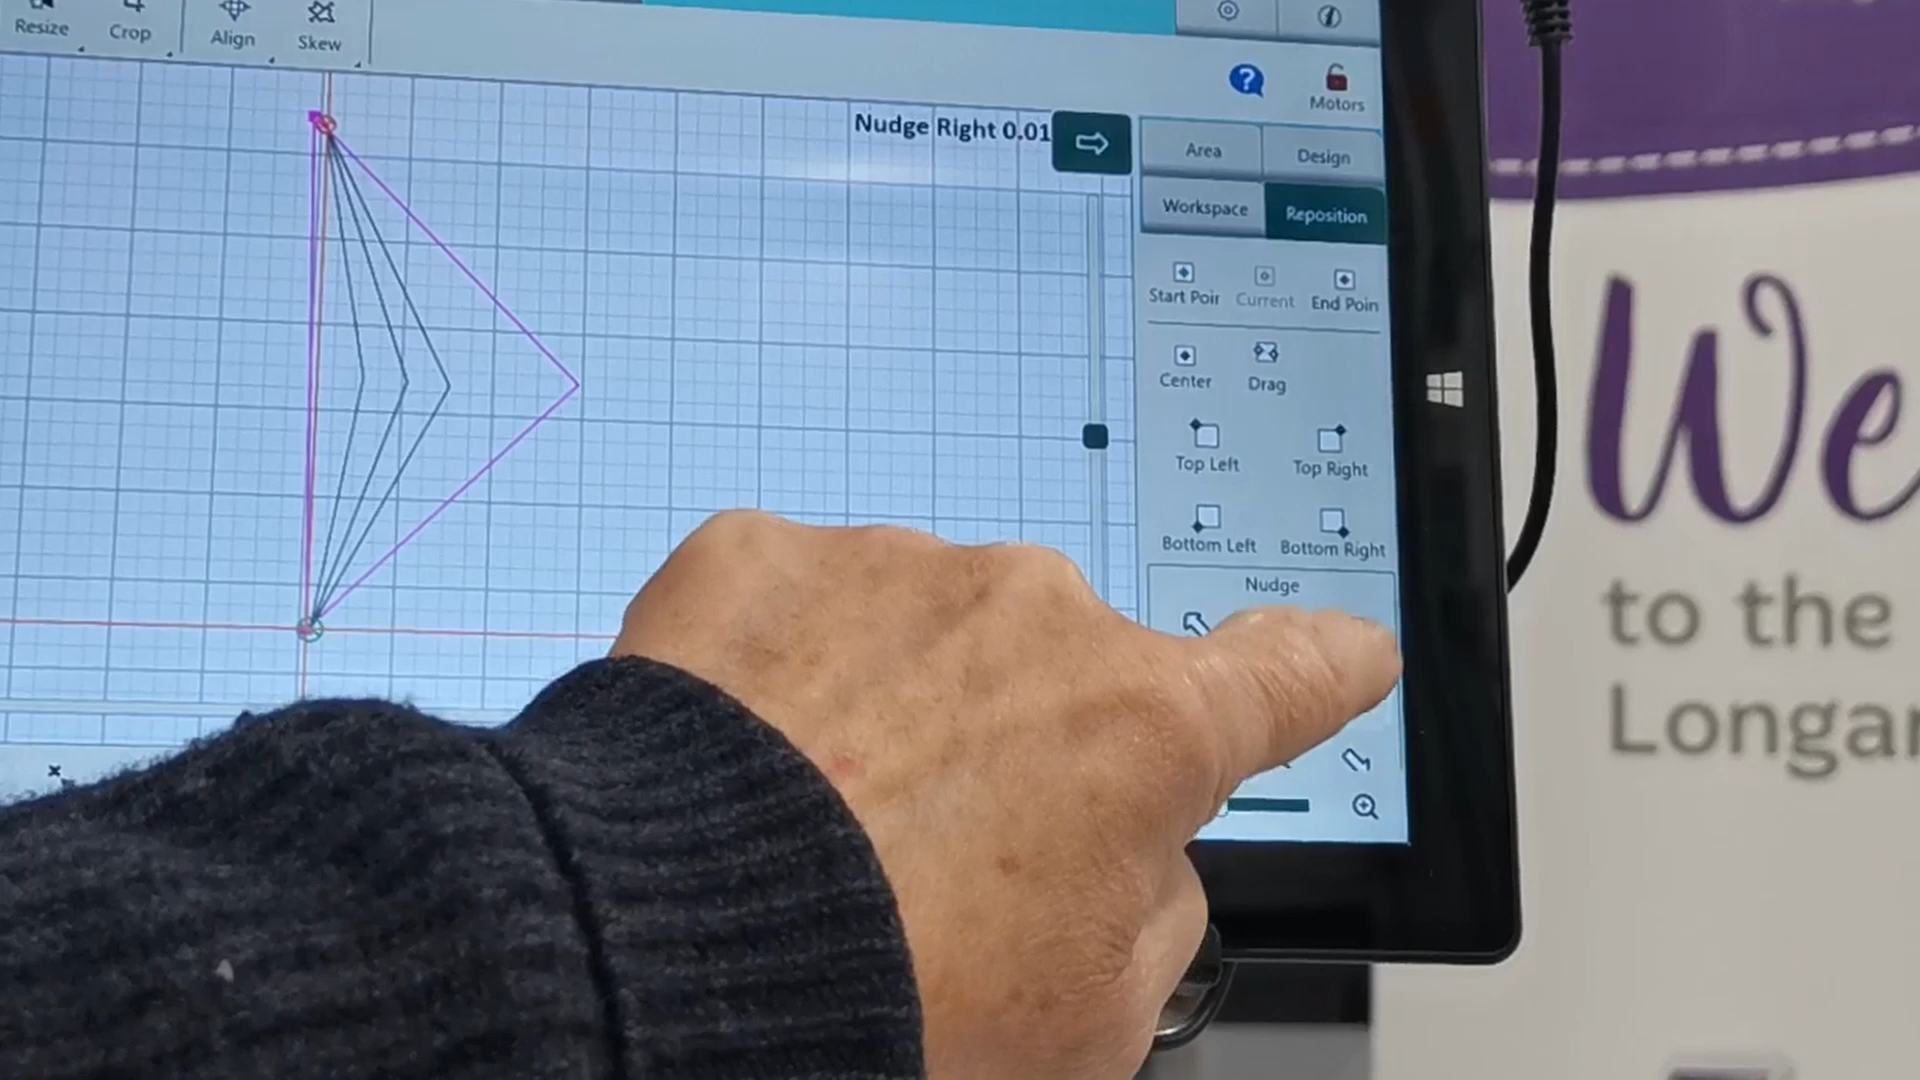 Resize
Crop
Align
Skew
Motors
Nudge Right 0.01
Area
Design
Workspace
Reposition
Start Poir
Current
End Poin
Center
Drag
Top Left
Top Right
Bottom Left
Bottom Right
Nudge
We
to the
Longar